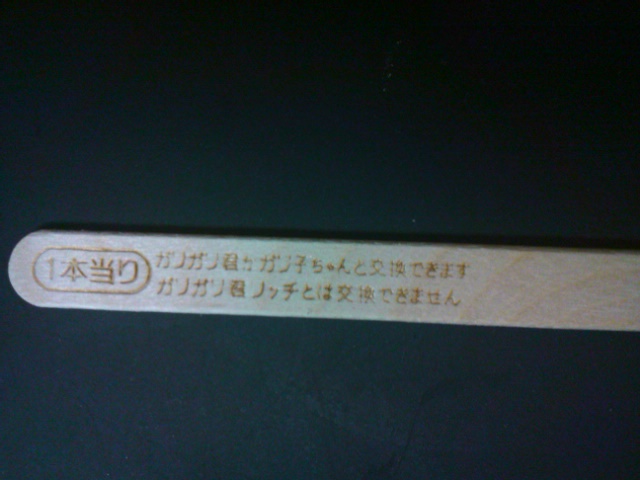 1本当り
ガリガリ君かガリ子ちゃんと交換できます
ガリガリ君リッチとは交換できません